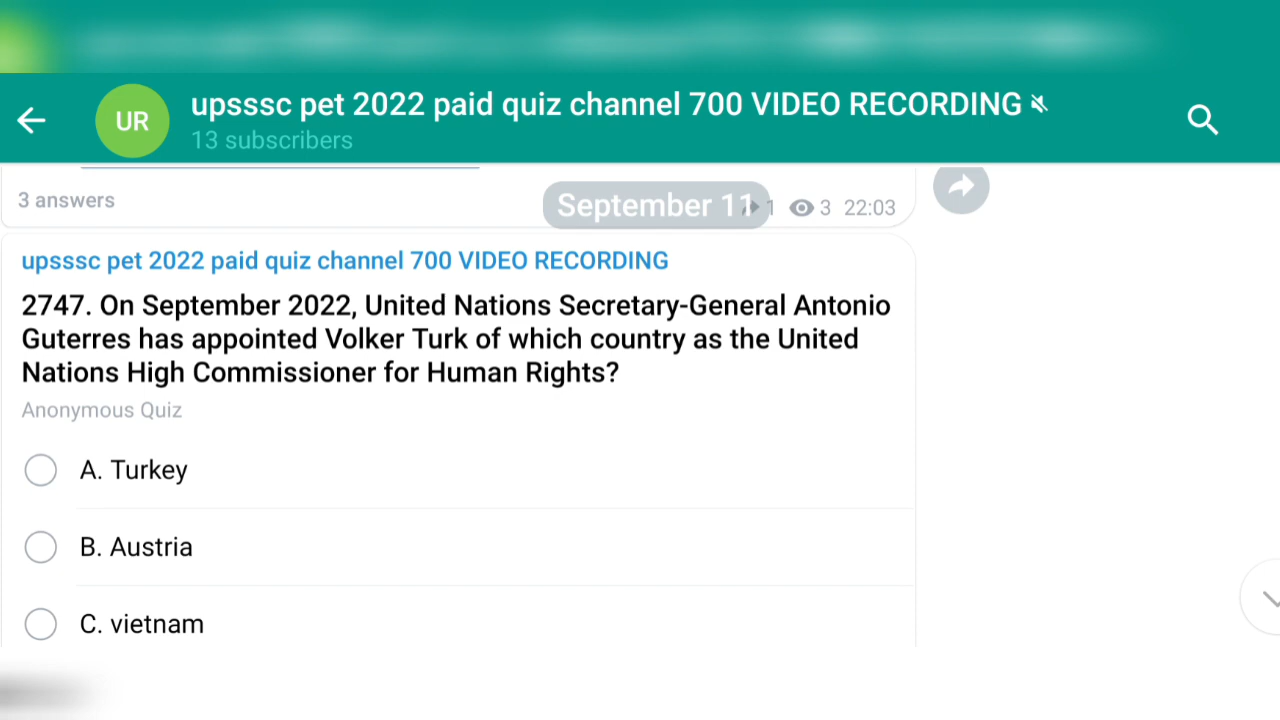 UR
upsssc pet 2022 paid quiz channel 700 VIDEO RECORDING
13 subscribers
3 answers
September 11
1 3 22:03
upsssc pet 2022 paid quiz channel 700 VIDEO RECORDING
2747. On September 2022, United Nations Secretary-General Antonio
Guterres has appointed Volker Turk of which country as the United
Nations High Commissioner for Human Rights?
Anonymous Quiz
A. Turkey
B. Austria
C. vietnam